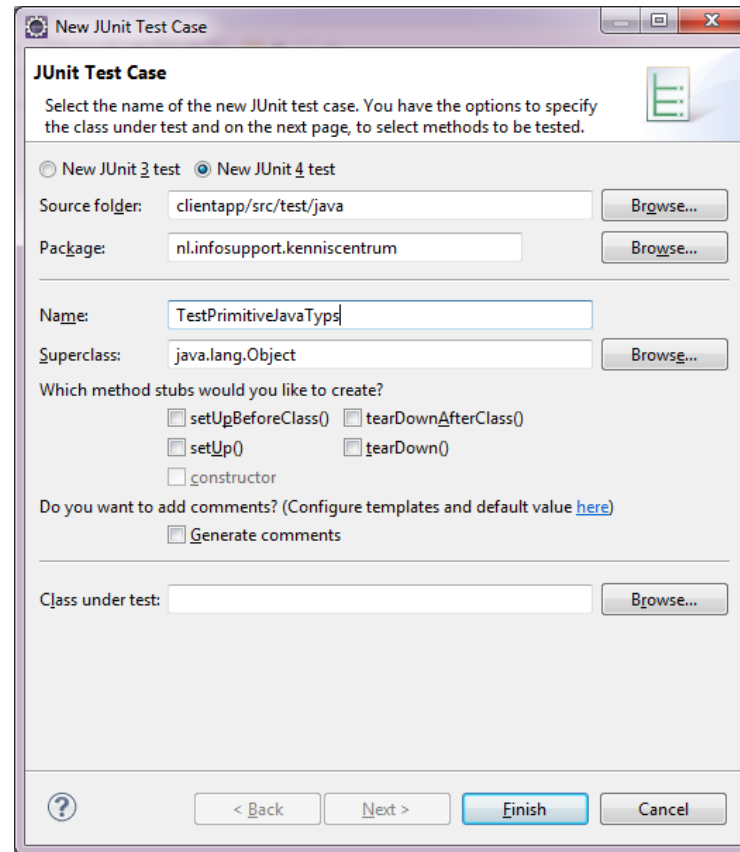 New JUnit Test Case
JUnit Test Case
Select the name of the new JUnit test case. You have the options to specify
the class under test and on the next page, to select methods to be tested.
New JUnit 3 test New JUnit 4 test
Source folder: clientapp/src/test/java Browse...
Package: nl.infosupport.kenniscentrum Browse...
Name: TestPrimitiveJavaTyps
Superclass: java.lang.Object Browse...
Which method stubs would you like to create?
setUpBeforeClass() tearDownAfterClass()
setUp() tearDown()
constructor
Do you want to add comments? (Configure templates and default value here)
Generate comments
Class under test: Browse...
? < Back Next > Finish Cancel